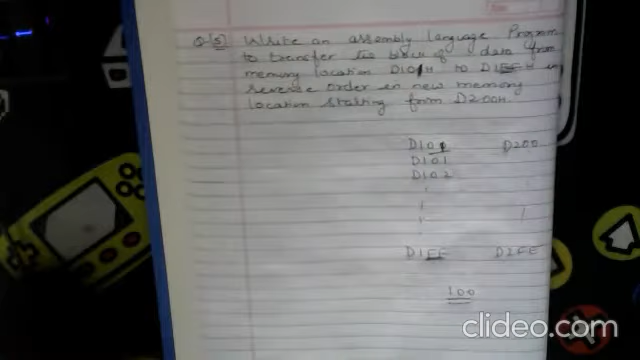 Q[5] Write an assembly language Program
to transfer the block of data from
memory location D101H to D1FFH in
reverse order in new memory
location starting from D200H
D100 D200
D101
D102
D1FF D2FF
100
clideo.com